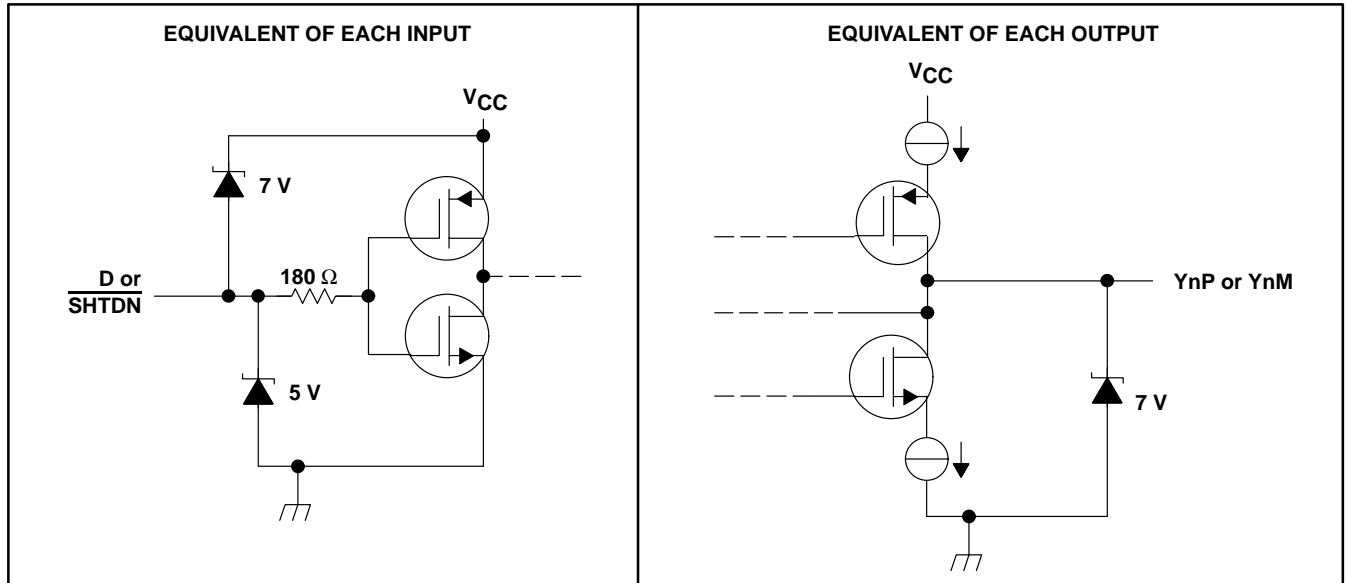 EQUIVALENT OF EACH INPUT
VCC
7 V
D or
SHTDN
180 Ω
5 V
EQUIVALENT OF EACH OUTPUT
VCC
YnP or YnM
7 V